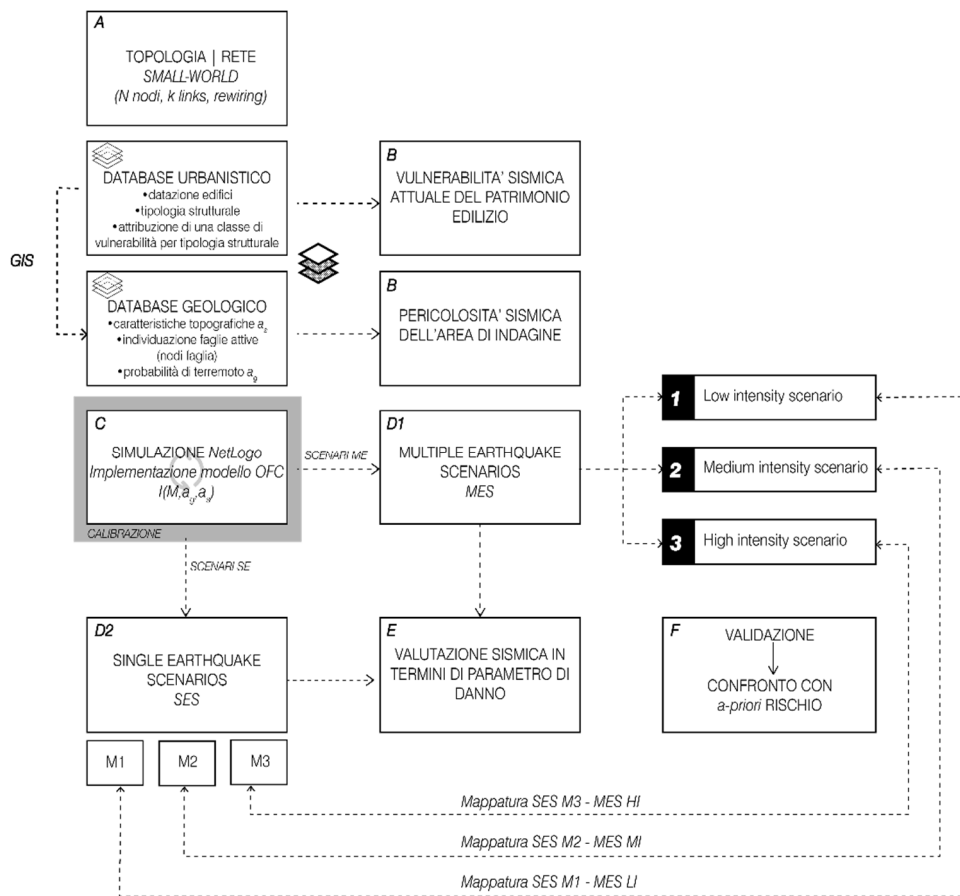 A
TOPOLOGIA | RETE
SMALL-WORLD
(N nodi, k links, rewiring)
DATABASE URBANISTICO
•datazione edifici
•tipologia strutturale
•attribuzione di una classe di
vulnerabilità per tipologia strutturale
B
VULNERABILITA' SISMICA
ATTUALE DEL PATRIMONIO
EDILIZIO
GIS
DATABASE GEOLOGICO
•caratteristiche topografiche a
•individuazione faglie attive
(nodi faglia)
•probabilità di terremoto a g
B
PERICOLOSITA' SISMICA
DELL'AREA DI INDAGINE
C
SIMULAZIONE NetLogo
Implementazione modello OFC
I(M,a g,a s)
CALIBRAZIONE
SCENARI ME
D1
MULTIPLE EARTHQUAKE
SCENARIOS
MES
1 Low intensity scenario
2 Medium intensity scenario
3 High intensity scenario
SCENARI SE
D2
SINGLE EARTHQUAKE
SCENARIOS
SES
E
VALUTAZIONE SISMICA IN
TERMINI DI PARAMETRO DI
DANNO
F
VALIDAZIONE
CONFRONTO CON
a-priori RISCHIO
M1 M2 M3
Mappatura SES M3 - MES HI
Mappatura SES M2 - MES MI
Mappatura SES M1 - MES LI